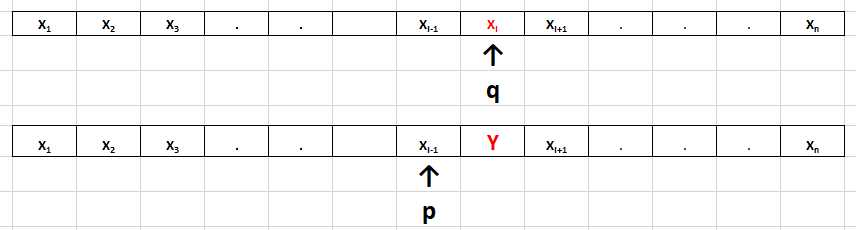 X₁ X₂ X₃ . . Xᵢ₋₁ Xᵢ Xᵢ₊₁ . . . Xₙ
↑
q
X₁ X₂ X₃ . . Xᵢ₋₁ Y Xᵢ₊₁ . . . Xₙ
↑
p